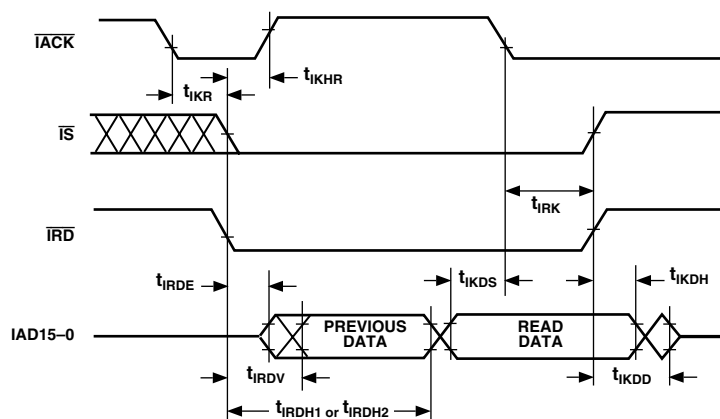 IACK
tIKR
tIKHR
IS
tIRK
IRD
tIRDE
tIKDS
tIKDH
IAD15–0
PREVIOUS
DATA
READ
DATA
tIRDV
tIKDD
tIRDH1 or tIRDH2